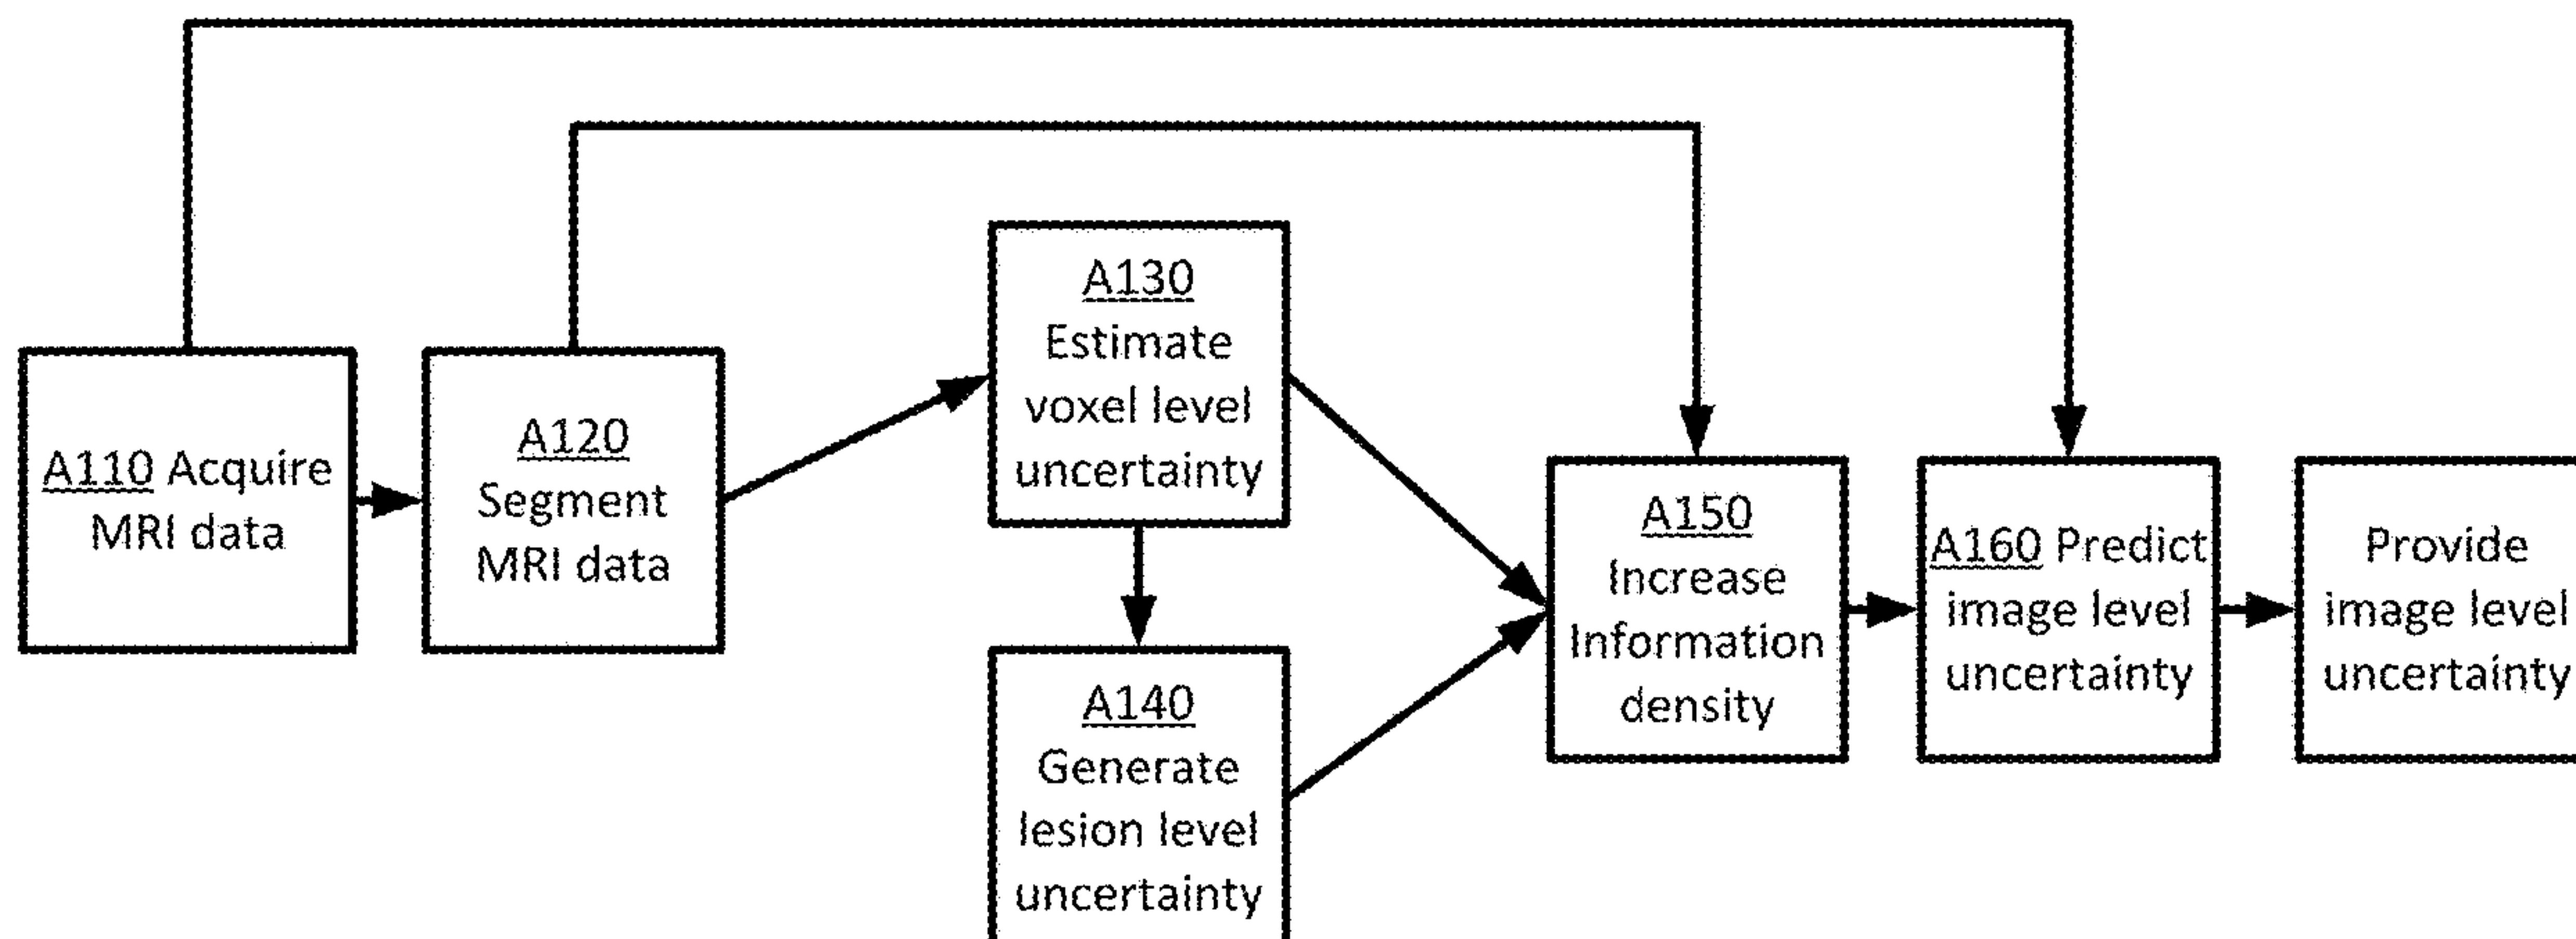 A110 Acquire
MRI data
A120
Segment
MRI data
A130
Estimate
voxel level
uncertainty
A140
Generate
lesion level
uncertainty
A150
Increase
Information
density
A160 Predict
image level
uncertainty
Provide
image level
uncertainty